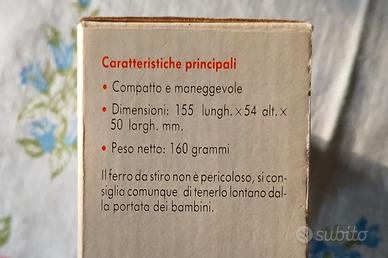 Caratteristiche principali
• Compatto e maneggevole
• Dimensioni: 155 lungh. × 54 alt. ×
50 largh. mm.
• Peso netto: 160 grammi
Il ferro da stiro non è pericoloso, si con-
siglia comunque di tenerlo lontano dal-
la portata dei bambini.
subito